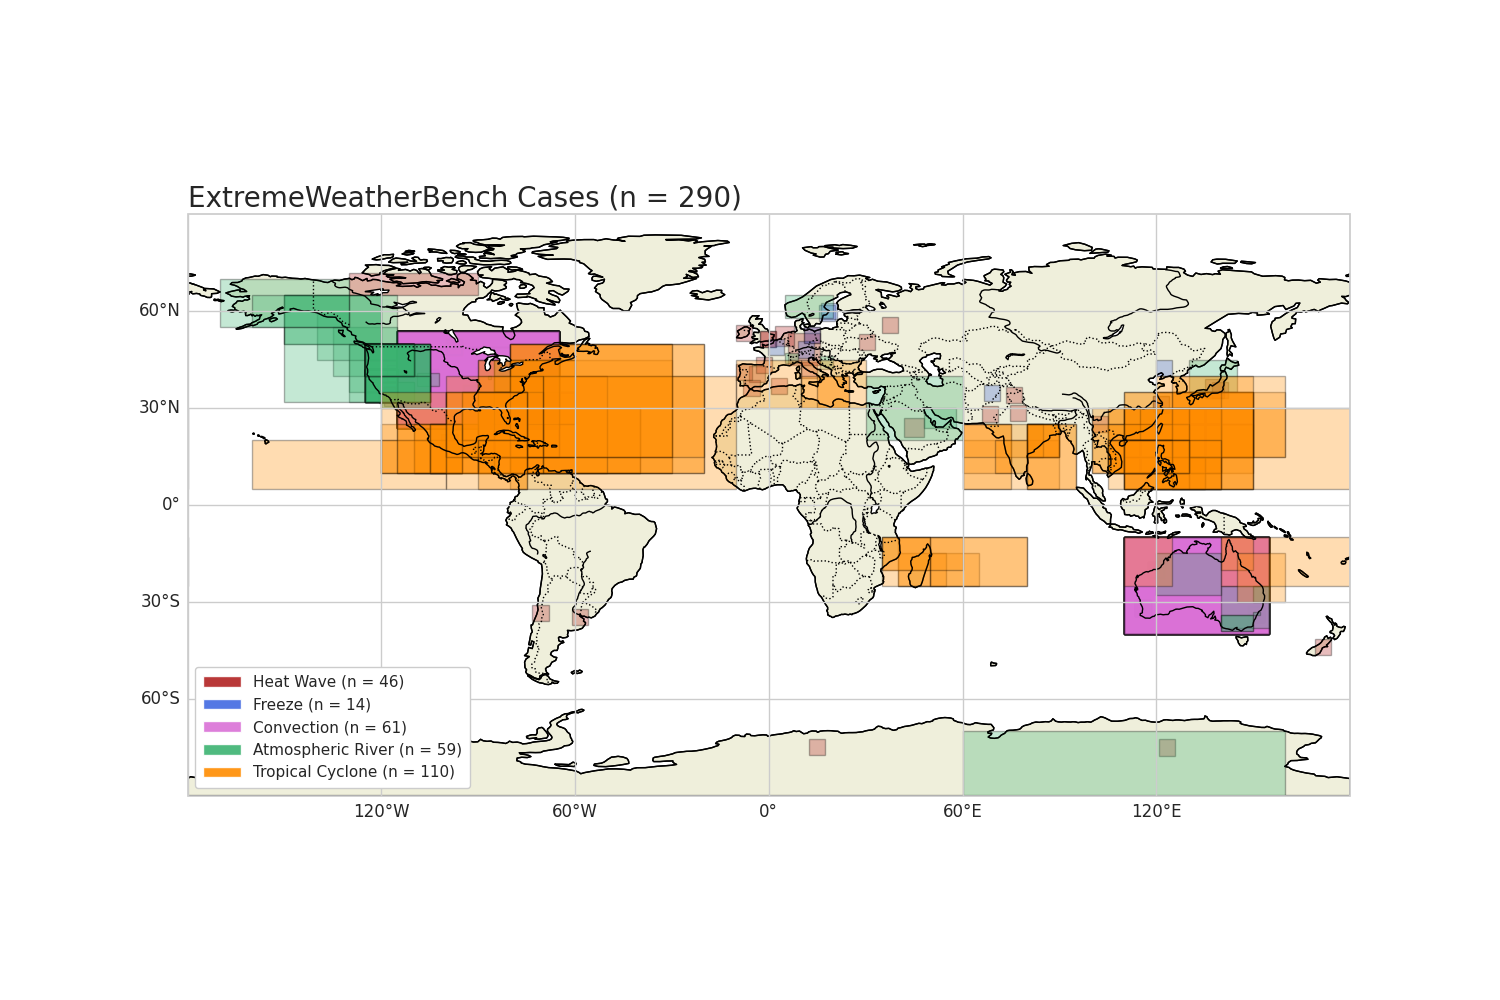 ExtremeWeatherBench Cases (n = 290)
60°N
30°N
0°
30°S
60°S
Heat Wave (n = 46)
Freeze (n = 14)
Convection (n = 61)
Atmospheric River (n = 59)
Tropical Cyclone (n = 110)
120°W 60°W 0° 60°E 120°E